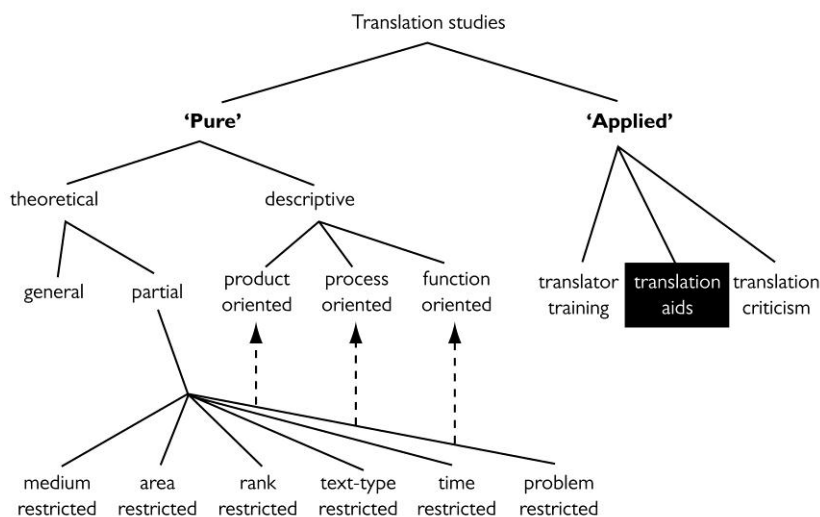 Translation studies
'Pure'
'Applied'
theoretical
descriptive
general
partial
product
oriented
process
oriented
function
oriented
translator
training
translation
aids
translation
criticism
medium
restricted
area
restricted
rank
restricted
text-type
restricted
time
restricted
problem
restricted